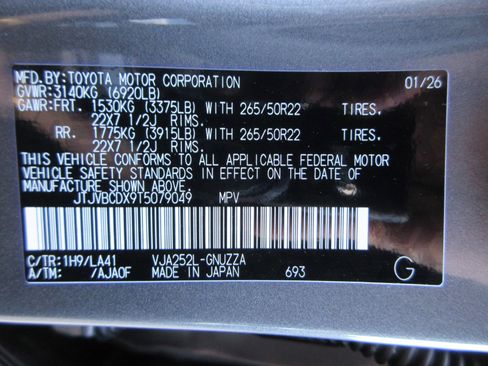 MFD.BY:TOYOTA MOTOR CORPORATION 01/26
GVWR:3140KG (6920LB)
GAWR:FRT. 1530KG (3375LB) WITH 265/50R22 TIRES.
22X7 1/2J RIMS.
RR. 1775KG (3915LB) WITH 265/50R22 TIRES.
22X7 1/2J RIMS.
THIS VEHICLE CONFORMS TO ALL APPLICABLE FEDERAL MOTOR
VEHICLE SAFETY STANDARDS IN EFFECT ON THE DATE OF
MANUFACTURE SHOWN ABOVE.
JTJVBCDX9T5079049 MPV
C/TR:1H9/LA41 VJA252L-GNUZZA
A/TM: /AJA0F MADE IN JAPAN 693 G